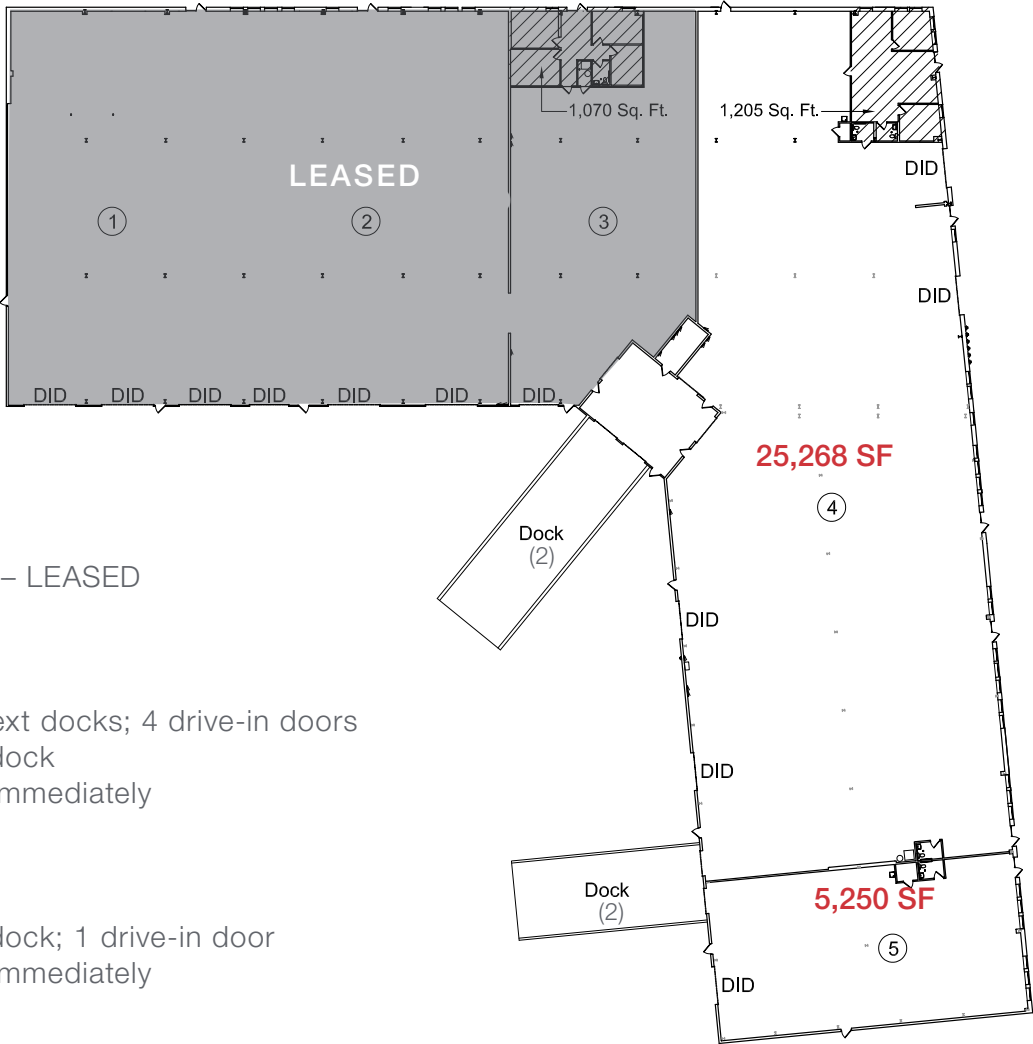 1,070 Sq. Ft.
1,205 Sq. Ft.
LEASED
DID
1
2
3
DID
DID
DID
DID
DID
DID
DID
DID
25,268 SF
4
Dock
(2)
– LEASED
DID
ext docks; 4 drive-in doors
dock
mmediately
DID
Dock
(2)
5,250 SF
dock; 1 drive-in door
5
mmediately
DID